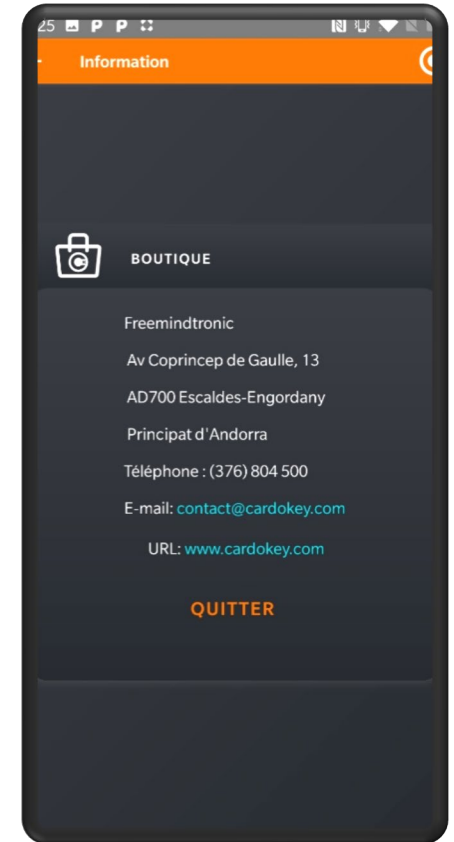 25 P P
Information
BOUTIQUE
Freemindtronic
Av Coprincep de Gaulle, 13
AD700 Escaldes-Engordany
Principat d'Andorra
Téléphone : (376) 804 500
E-mail: contact@cardokey.com
URL: www.cardokey.com
QUITTER